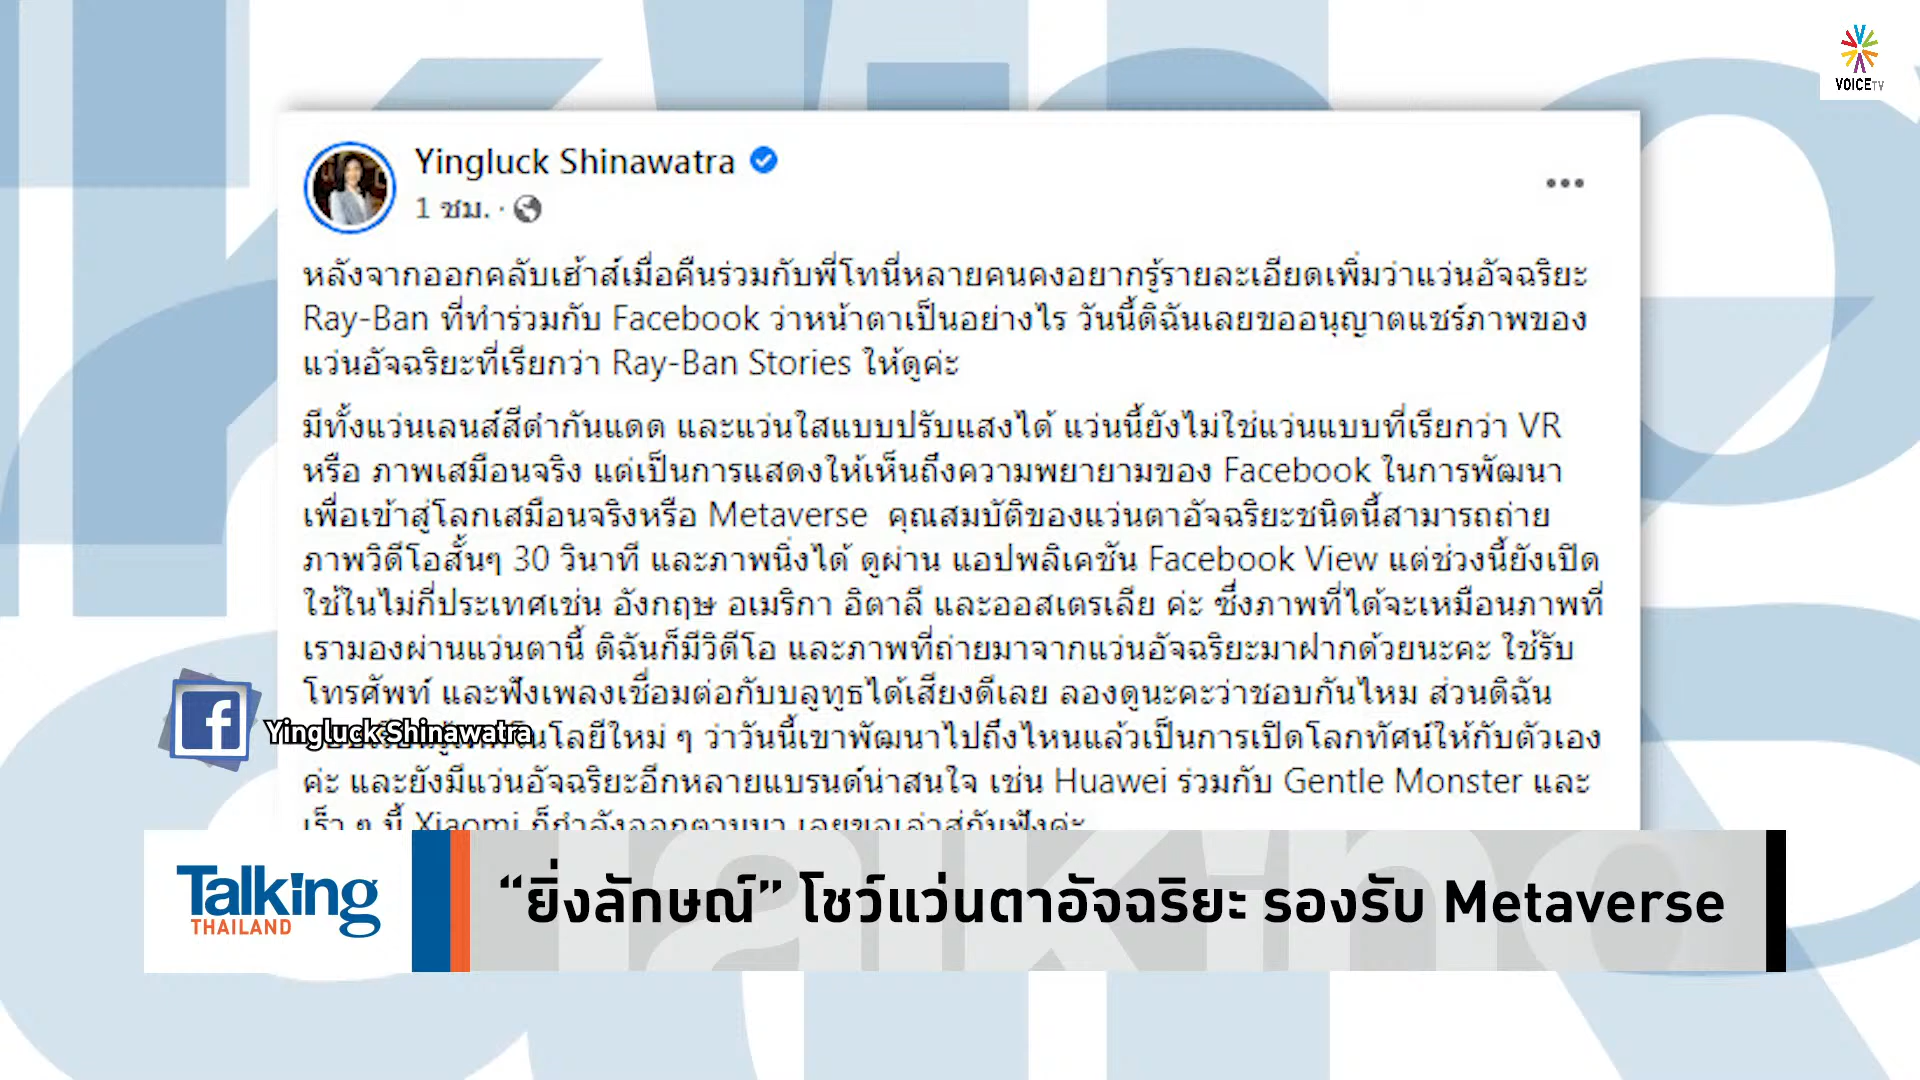 VOICETV
Yingluck Shinawatra
1 ชม. ·
หลังจากออกคลับเฮ้าส์เมื่อคืนร่วมกับพี่โทนี่หลายคนคงอยากรู้รายละเอียดเพิ่มว่าแว่นอัจฉริยะ
Ray-Ban ที่ทำร่วมกับ Facebook ว่าหน้าตาเป็นอย่างไร วันนี้ดิฉันเลยขออนุญาตแชร์ภาพของ
แว่นอัจฉริยะที่เรียกว่า Ray-Ban Stories ให้ดูค่ะ
มีทั้งแว่นเลนส์สีดำกันแดด และแว่นใสแบบปรับแสงได้ แว่นนี้ยังไม่ใช่แว่นแบบที่เรียกว่า VR
หรือ ภาพเสมือนจริง แต่เป็นการแสดงให้เห็นถึงความพยายามของ Facebook ในการพัฒนา
เพื่อเข้าสู่โลกเสมือนจริงหรือ Metaverse คุณสมบัติของแว่นตาอัจฉริยะชนิดนี้สามารถถ่าย
ภาพวิดีโอสั้นๆ 30 วินาที และภาพนิ่งได้ ดูผ่าน แอปพลิเคชั่น Facebook View แต่ช่วงนี้ยังเปิด
ใช้ในไม่กี่ประเทศเช่น อังกฤษ อเมริกา อิตาลี และออสเตรเลีย ค่ะ ซึ่งภาพที่ได้จะเหมือนภาพที่
เรามองผ่านแว่นตานี้ ดิฉันก็มีวิดีโอ และภาพที่ถ่ายมาจากแว่นอัจฉริยะมาฝากด้วยนะคะ ใช้รับ
โทรศัพท์ และฟังเพลงเชื่อมต่อกับบลูทูธได้เสียงดีเลย ลองดูนะคะว่าชอบกันไหม ส่วนดิฉัน
Yingluck Shinawatra
โลยีใหม่ ๆ ว่าวันนี้เขาพัฒนาไปถึงไหนแล้วเป็นการเปิดโลกทัศน์ให้กับตัวเอง
ค่ะ และยังมีแว่นอัจฉริยะอีกหลายแบรนด์น่าสนใจ เช่น Huawei ร่วมกับ Gentle Monster และ
เร็ว ๆ นี้ Xiaomi ก็กำลังออกตามมา เลยขอเล่าสู่กันฟังค่ะ
Talking
THAILAND
“ยิ่งลักษณ์” โชว์แว่นตาอัจฉริยะ รองรับ Metaverse